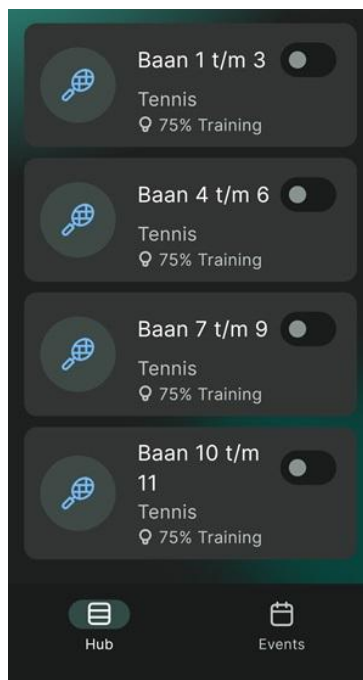 Baan 1 t/m 3
Tennis
75% Training
Baan 4 t/m 6
Tennis
75% Training
Baan 7 t/m 9
Tennis
75% Training
Baan 10 t/m
11
Tennis
75% Training
Hub
Events